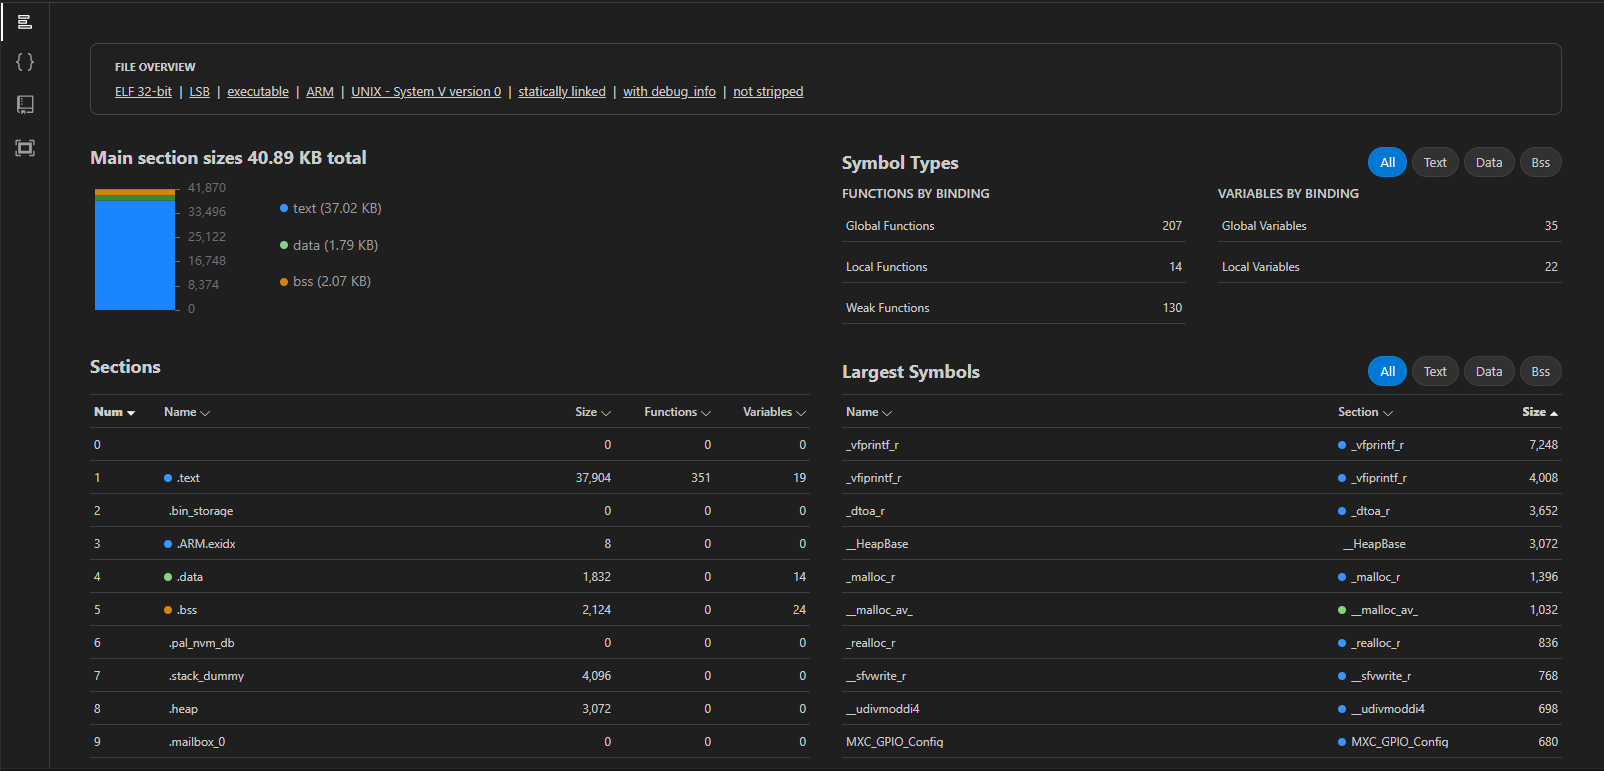 FILE OVERVIEW
ELF 32-bit | LSB | executable | ARM | UNIX - System V version 0 | statically linked | with debug_info | not stripped
Main section sizes 40.89 KB total
41,870
33,496
25,122
16,748
8,374
0
text (37.02 KB)
data (1.79 KB)
bss (2.07 KB)
Symbol Types
All Text Data Bss
FUNCTIONS BY BINDING
Global Functions 207
Local Functions 14
Weak Functions 130
VARIABLES BY BINDING
Global Variables 35
Local Variables 22
Sections
Num Name Size Functions Variables
0 0 0 0
1 .text 37,904 351 19
2 .bin_storage 0 0 0
3 .ARM.exidx 8 0 0
4 .data 1,832 0 14
5 .bss 2,124 0 24
6 .pal_nvm_db 0 0 0
7 .stack_dummy 4,096 0 0
8 .heap 3,072 0 0
9 .mailbox_0 0 0 0
Largest Symbols
All Text Data Bss
Name Section Size
_vfprintf_r _vfprintf_r 7,248
_vfiprintf_r _vfiprintf_r 4,008
_dtoa_r _dtoa_r 3,652
__HeapBase __HeapBase 3,072
_malloc_r _malloc_r 1,396
__malloc_av_ __malloc_av_ 1,032
_realloc_r _realloc_r 836
__sfvwrite_r __sfvwrite_r 768
__udivmoddi4 __udivmoddi4 698
MXC_GPIO_Config MXC_GPIO_Config 680